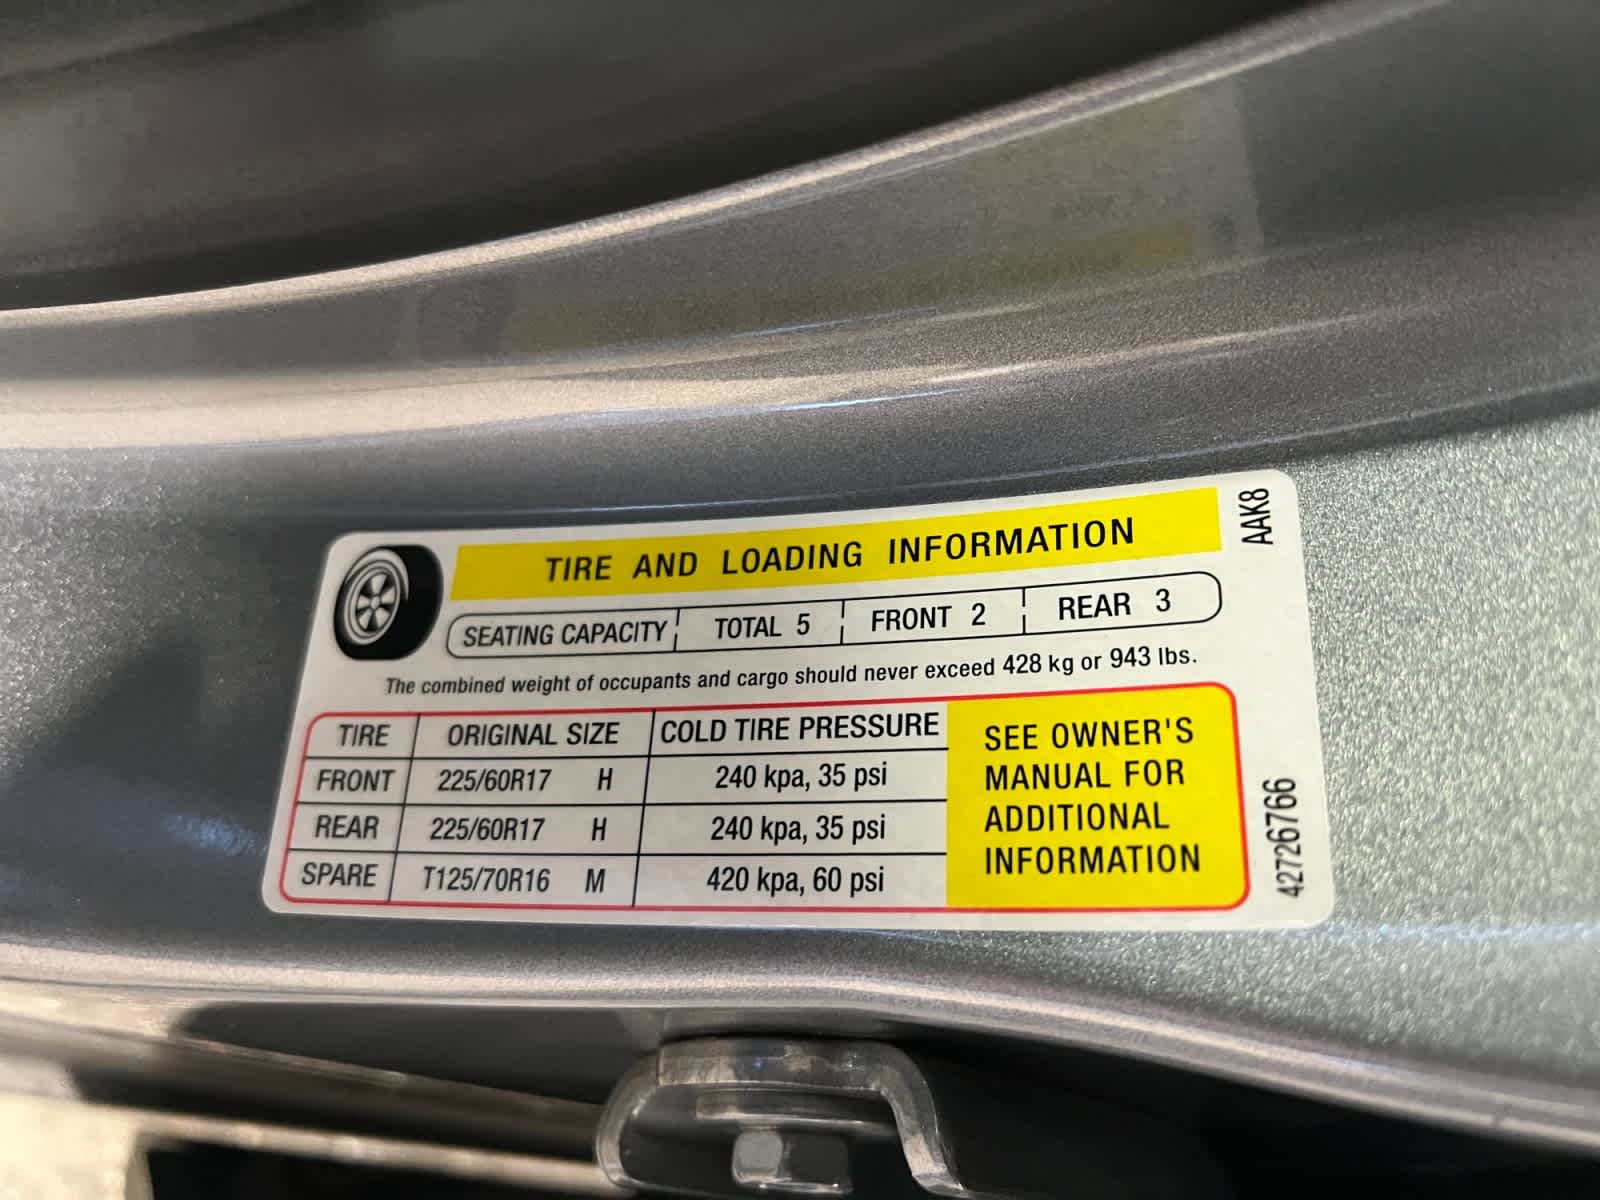 TIRE AND LOADING INFORMATION
AAK8
SEATING CAPACITY TOTAL 5 FRONT 2 REAR 3
The combined weight of occupants and cargo should never exceed 428 kg or 943 lbs.
TIRE ORIGINAL SIZE COLD TIRE PRESSURE
FRONT 225/60R17 H 240 kpa, 35 psi
REAR 225/60R17 H 240 kpa, 35 psi
SPARE T125/70R16 M 420 kpa, 60 psi
SEE OWNER'S
MANUAL FOR
ADDITIONAL
INFORMATION
42726766